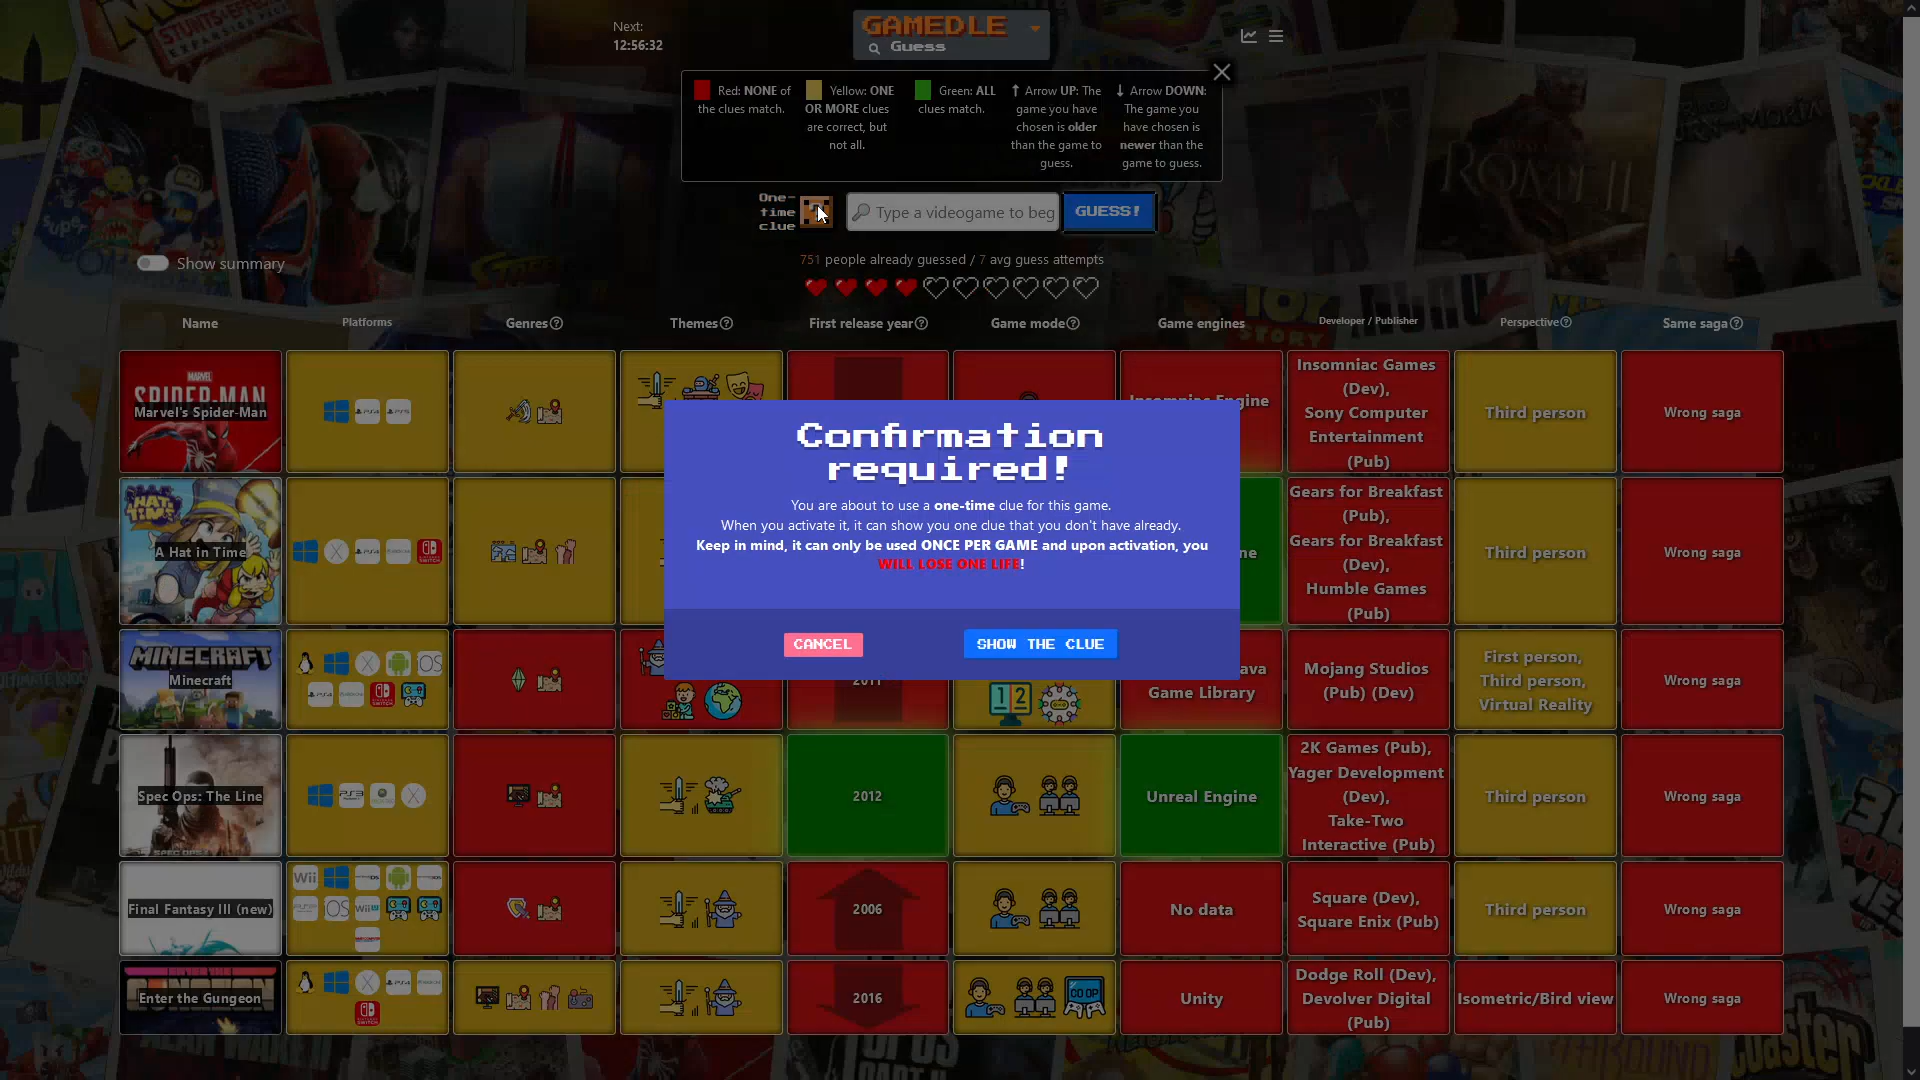 Next:
12:56:32
GAMEDLE
Guess
Red: NONE of
the clues match.
Yellow: ONE
OR MORE clues
are correct, but
not all.
Green: ALL
clues match.
Arrow UP: The
game you have
chosen is older
than the game to
guess.
Arrow DOWN:
The game you
have chosen is
newer than the
game to guess.
One-
time
clue
Type a videogame to beg
GUESS!
Show summary
751 people already guessed / 7 avg guess attempts
Name
Platforms
Genres
Themes
First release year
Game mode
Game engines
Developer / Publisher
Perspective
Same saga
MARVEL
SPIDER-MAN
Marvel's Spider-Man
Insomniac Engine
Insomniac Games
(Dev),
Sony Computer
Entertainment
(Pub)
Third person
Wrong saga
A Hat in Time
Gears for Breakfast
(Pub),
Gears for Breakfast
(Dev),
Humble Games
(Pub)
Third person
Wrong saga
Confirmation
required!
You are about to use a one-time clue for this game.
When you activate it, it can show you one clue that you don't have already.
Keep in mind, it can only be used ONCE PER GAME and upon activation, you
WILL LOSE ONE LIFE!
CANCEL
SHOW THE CLUE
MINECRAFT
Minecraft
2011
Game Library
Mojang Studios
(Pub) (Dev)
First person,
Third person,
Virtual Reality
Wrong saga
Spec Ops: The Line
2012
Unreal Engine
2K Games (Pub),
Yager Development
(Dev),
Take-Two
Interactive (Pub)
Third person
Wrong saga
Final Fantasy III (new)
2006
No data
Square (Dev),
Square Enix (Pub)
Third person
Wrong saga
Enter the Gungeon
2016
Unity
Dodge Roll (Dev),
Devolver Digital
(Pub)
Isometric/Bird view
Wrong saga